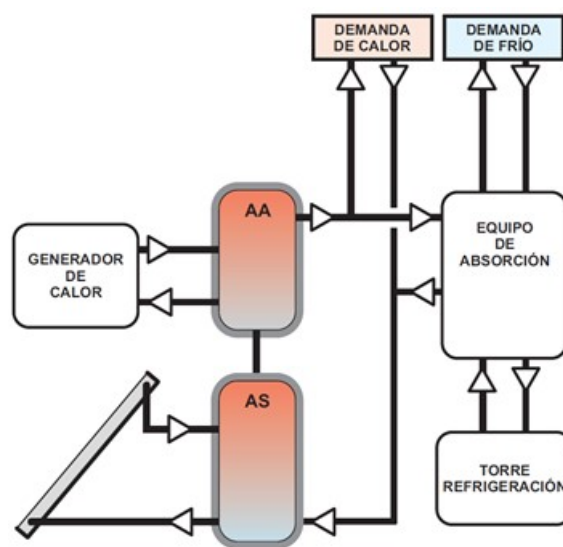 DEMANDA
DE CALOR
DEMANDA
DE FRÍO
AA
EQUIPO
DE
ABSORCIÓN
GENERADOR
DE
CALOR
AS
TORRE
REFRIGERACIÓN